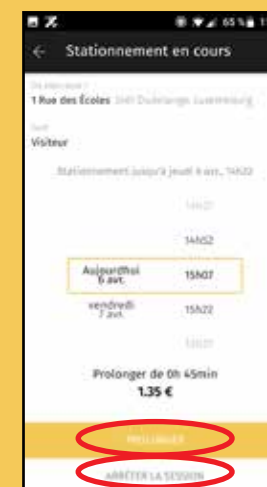 65 %
Stationnement en cours
1 Rue des Écoles
Visiteur
Stationnement jusqu'à jeudi 6 avr., 14h22
14h52
Aujourd'hui
6 avr.
15h07
vendredi
7 avr.
15h22
Prolonger de 0h 45min
1.35 €
PROLONGER
ARRÊTER LA SESSION